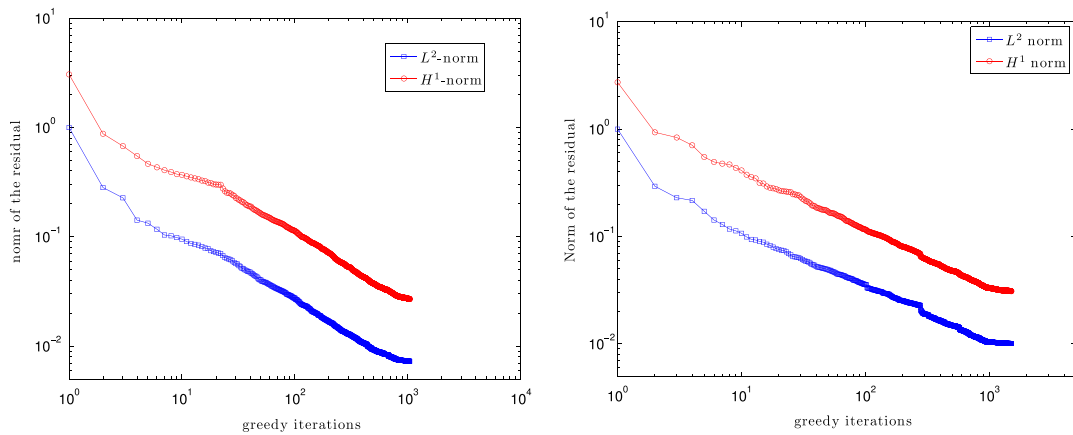 10^1
10^0
10^-1
10^-2
10^0
10^1
10^2
10^3
10^4
nomr of the residual
greedy iterations
L^2-norm
H^1-norm
10^1
10^0
10^-1
10^-2
10^0
10^1
10^2
10^3
Norm of the residual
greedy iterations
L^2 norm
H^1 norm